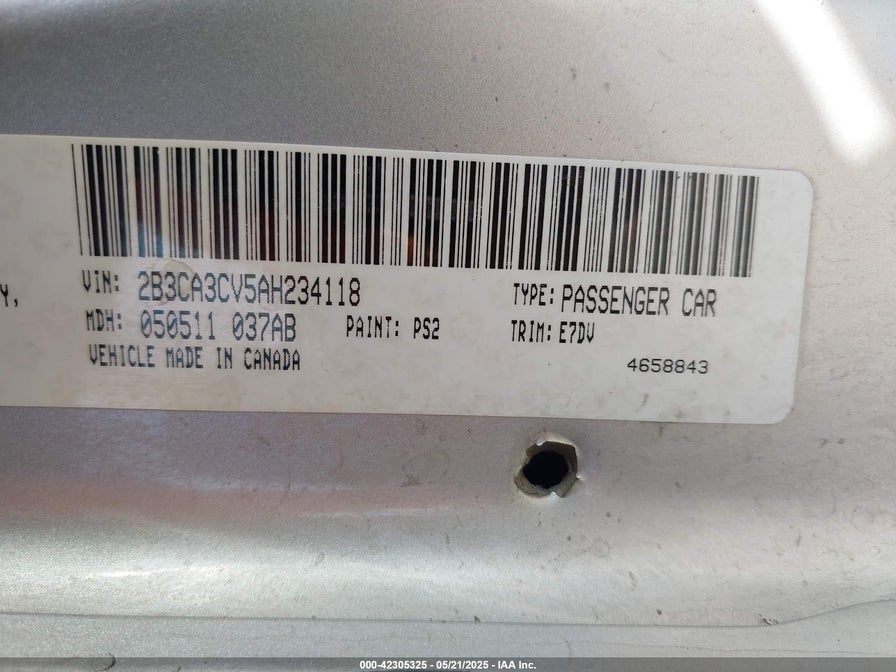 Y,
VIN: 2B3CA3CV5AH234118
TYPE: PASSENGER CAR
MDH: 050511 037AB
PAINT: PS2
TRIM: E7DV
VEHICLE MADE IN CANADA
4658843
000-42305325 - 05/21/2025 - IAA Inc.